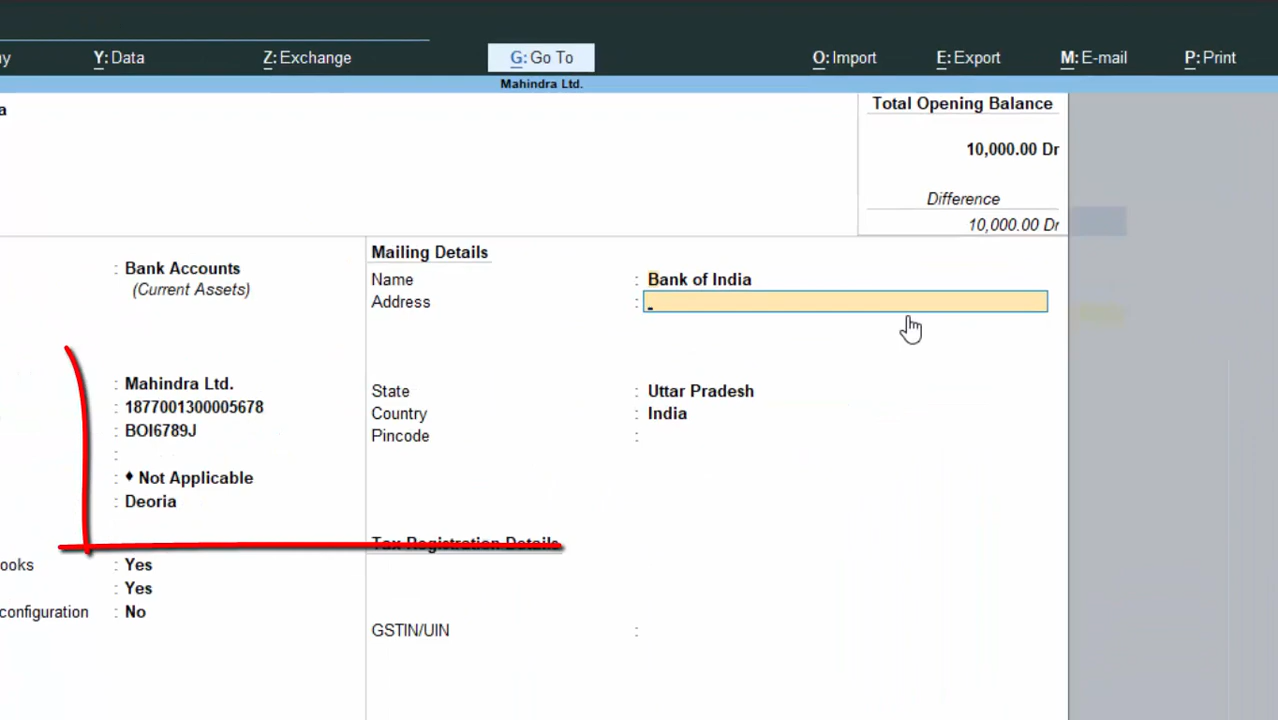 y
Y: Data
Z: Exchange
G: Go To
O: Import
E: Export
M: E-mail
P: Print
Mahindra Ltd.
a
Total Opening Balance
10,000.00 Dr
Difference
10,000.00 Dr
: Bank Accounts
(Current Assets)
: Mahindra Ltd.
: 1877001300005678
: BOI6789J
:
: ♦ Not Applicable
: Deoria
ooks : Yes
: Yes
configuration : No
Mailing Details
Name : Bank of India
Address :
State : Uttar Pradesh
Country : India
Pincode :
Tax Registration Details
GSTIN/UIN :